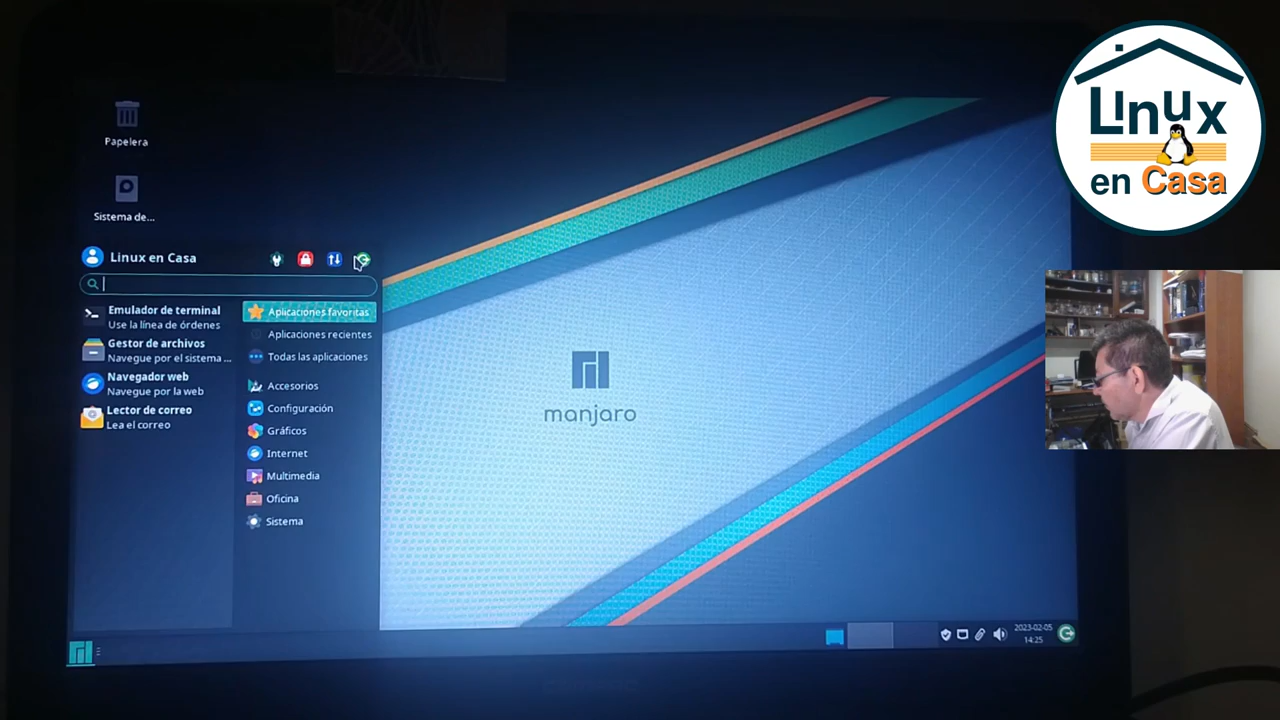 Papelera
Sistema de...
Linux en Casa
Emulador de terminal
Use la línea de órdenes
Gestor de archivos
Navegue por el sistema ...
Navegador web
Navegue por la web
Lector de correo
Lea el correo
Aplicaciones favoritas
Aplicaciones recientes
Todas las aplicaciones
Accesorios
Configuración
Gráficos
Internet
Multimedia
Oficina
Sistema
manjaro
2023-02-05
14:25
Linux
en Casa